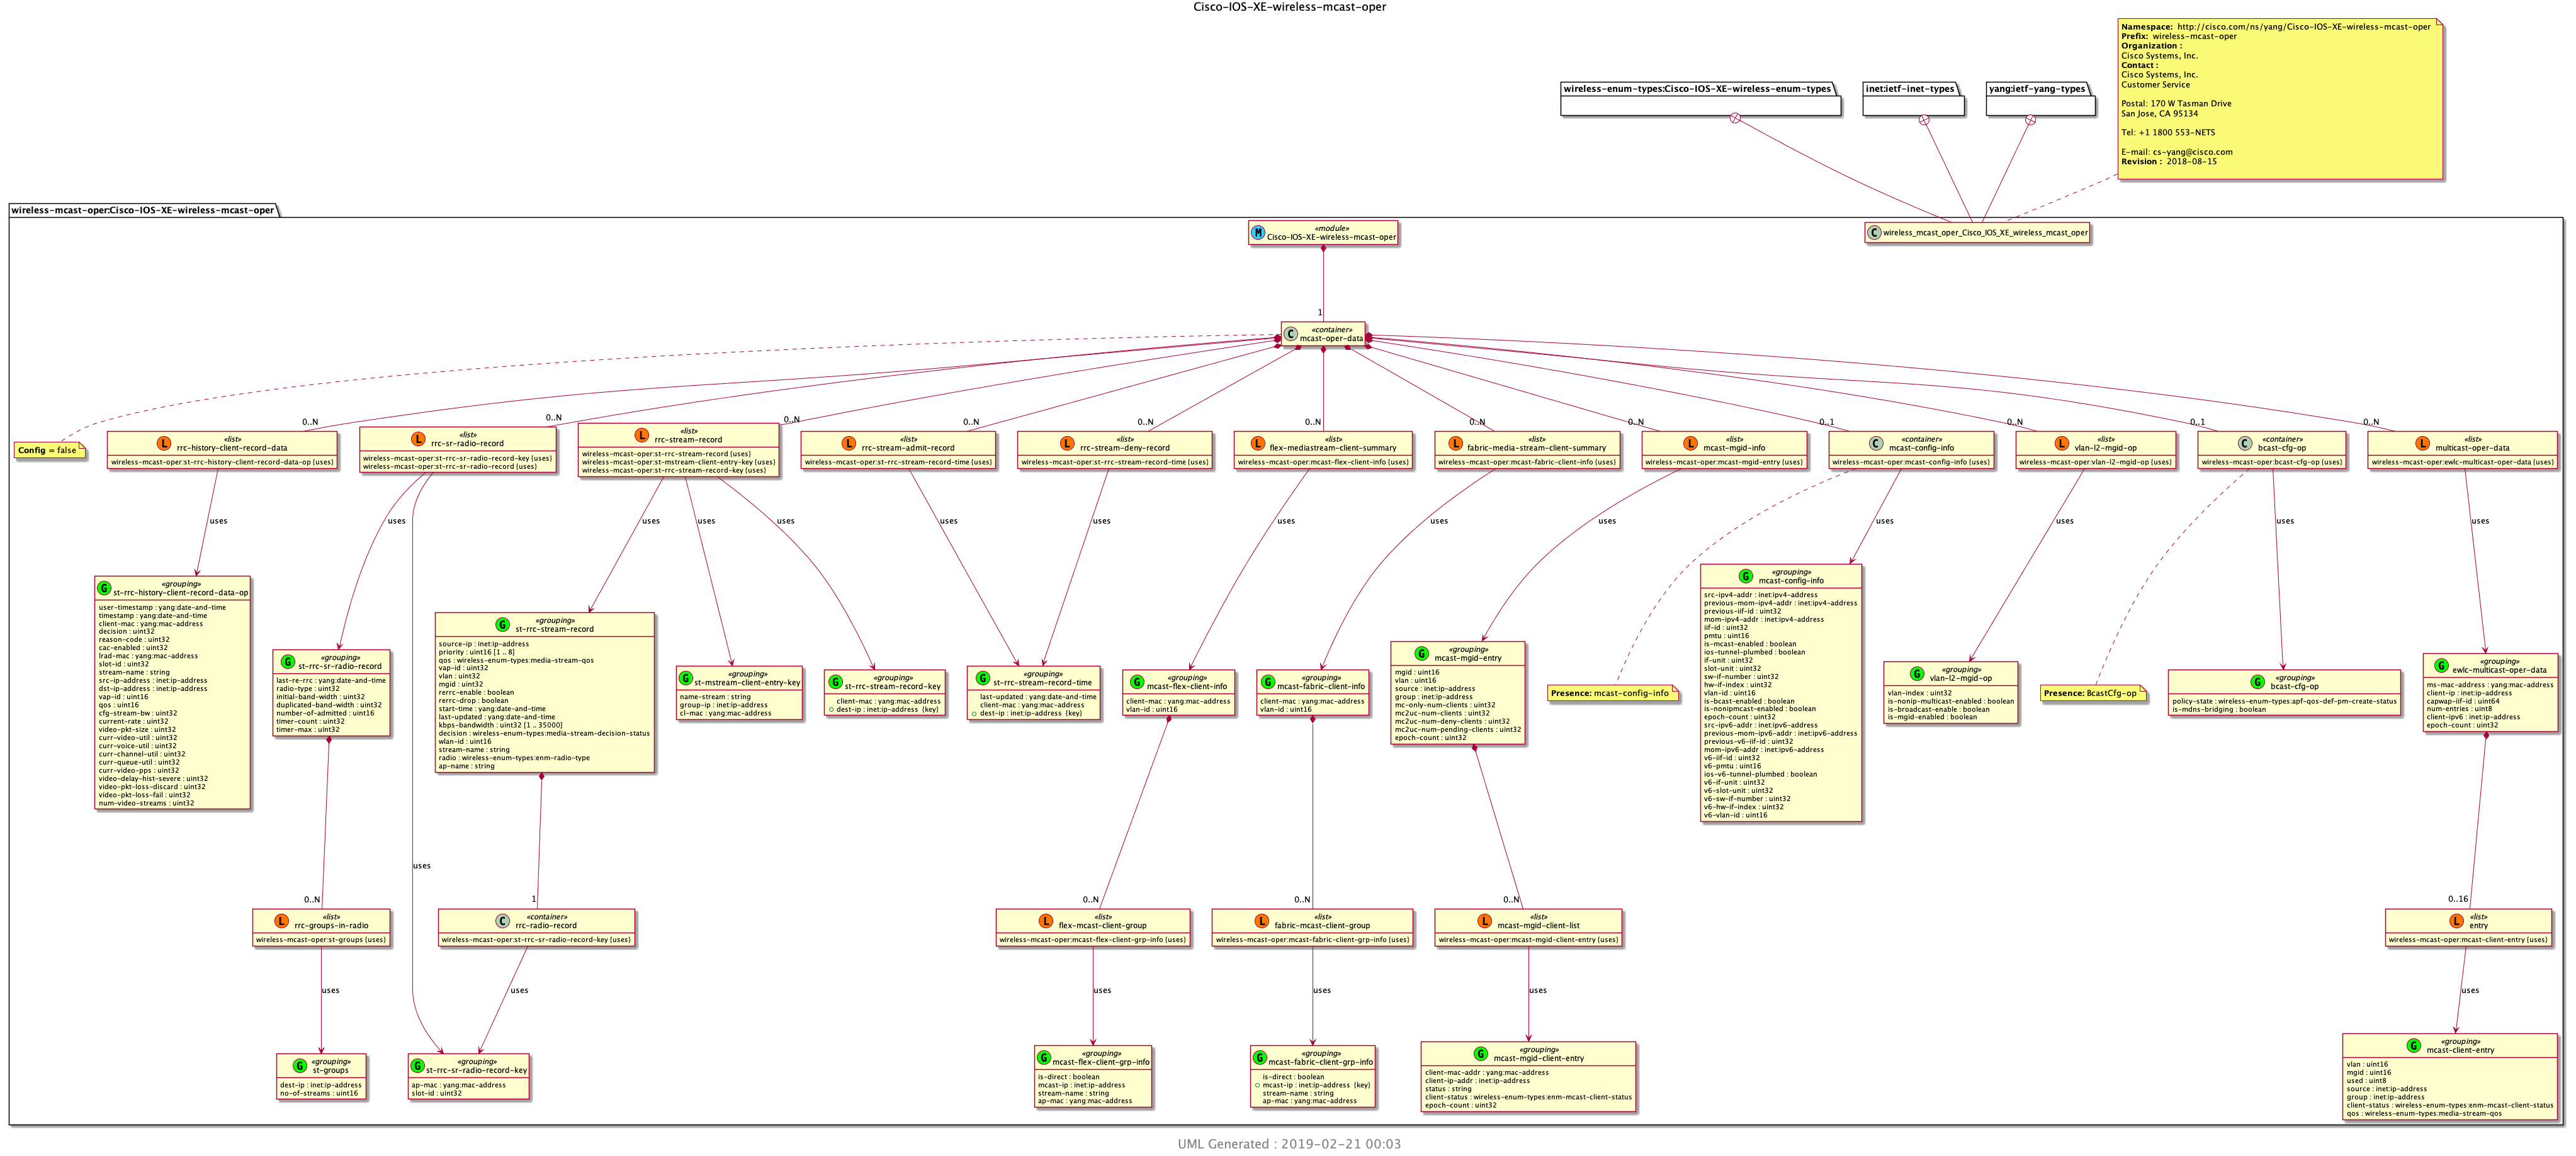 Cisco-IOS-XE-wireless-mcast-oper
Namespace: http://cisco.com/ns/yang/Cisco-IOS-XE-wireless-mcast-oper
Prefix: wireless-mcast-oper
Organization :
Cisco Systems, Inc.
Contact :
Cisco Systems, Inc.
Customer Service
Postal: 170 W Tasman Drive
San Jose, CA 95134
Tel: +1 1800 553-NETS
E-mail: cs-yang@cisco.com
Revision : 2018-08-15
wireless-enum-types:Cisco-IOS-XE-wireless-enum-types
inet:ietf-inet-types
yang:ietf-yang-types
wireless-mcast-oper:Cisco-IOS-XE-wireless-mcast-oper
M
«module»
Cisco-IOS-XE-wireless-mcast-oper
C
wireless_mcast_oper_Cisco_IOS_XE_wireless_mcast_oper
1
C
«container»
mcast-oper-data
Config = false
0..N
L
«list»
rrc-history-client-record-data
wireless-mcast-oper:st-rrc-history-client-record-data-op {uses}
0..N
L
«list»
rrc-sr-radio-record
wireless-mcast-oper:st-rrc-sr-radio-record-key {uses}
wireless-mcast-oper:st-rrc-sr-radio-record {uses}
0..N
L
«list»
rrc-stream-record
wireless-mcast-oper:st-rrc-stream-record {uses}
wireless-mcast-oper:st-mstream-client-entry-key {uses}
wireless-mcast-oper:st-rrc-stream-record-key {uses}
0..N
L
«list»
rrc-stream-admit-record
wireless-mcast-oper:st-rrc-stream-record-time {uses}
0..N
L
«list»
rrc-stream-deny-record
wireless-mcast-oper:st-rrc-stream-record-time {uses}
0..N
L
«list»
flex-mediastream-client-summary
wireless-mcast-oper:mcast-flex-client-info {uses}
0..N
L
«list»
fabric-media-stream-client-summary
wireless-mcast-oper:mcast-fabric-client-info {uses}
0..N
L
«list»
mcast-mgid-info
wireless-mcast-oper:mcast-mgid-entry {uses}
0..1
C
«container»
mcast-config-info
wireless-mcast-oper:mcast-config-info {uses}
0..N
L
«list»
vlan-l2-mgid-op
wireless-mcast-oper:vlan-l2-mgid-op {uses}
0..1
C
«container»
bcast-cfg-op
wireless-mcast-oper:bcast-cfg-op {uses}
0..N
L
«list»
multicast-oper-data
wireless-mcast-oper:ewlc-multicast-oper-data {uses}
uses
uses
uses
uses
uses
uses
uses
uses
uses
uses
uses
uses
uses
uses
G
«grouping»
st-rrc-history-client-record-data-op
user-timestamp : yang:date-and-time
timestamp : yang:date-and-time
client-mac : yang:mac-address
decision : uint32
reason-code : uint32
cac-enabled : uint32
lrad-mac : yang:mac-address
slot-id : uint32
stream-name : string
src-ip-address : inet:ip-address
dst-ip-address : inet:ip-address
vap-id : uint16
qos : uint16
cfg-stream-bw : uint32
current-rate : uint32
video-pkt-size : uint32
curr-video-util : uint32
curr-voice-util : uint32
curr-channel-util : uint32
curr-queue-util : uint32
curr-video-pps : uint32
video-delay-hist-severe : uint32
video-pkt-loss-discard : uint32
video-pkt-loss-fail : uint32
num-video-streams : uint32
G
«grouping»
st-rrc-sr-radio-record
last-re-rrc : yang:date-and-time
radio-type : uint32
initial-band-width : uint32
duplicated-band-width : uint32
number-of-admitted : uint16
timer-count : uint32
timer-max : uint32
G
«grouping»
st-rrc-stream-record
source-ip : inet:ip-address
priority : uint16 [1 .. 8]
qos : wireless-enum-types:media-stream-qos
vap-id : uint32
vlan : uint32
mgid : uint32
rerrc-enable : boolean
rerrc-drop : boolean
start-time : yang:date-and-time
last-updated : yang:date-and-time
kbps-bandwidth : uint32 [1 .. 35000]
decision : wireless-enum-types:media-stream-decision-status
wlan-id : uint16
stream-name : string
radio : wireless-enum-types:enm-radio-type
ap-name : string
G
«grouping»
st-mstream-client-entry-key
name-stream : string
group-ip : inet:ip-address
cl-mac : yang:mac-address
G
«grouping»
st-rrc-stream-record-key
client-mac : yang:mac-address
dest-ip : inet:ip-address {key}
G
«grouping»
st-rrc-stream-record-time
last-updated : yang:date-and-time
client-mac : yang:mac-address
dest-ip : inet:ip-address {key}
G
«grouping»
mcast-flex-client-info
client-mac : yang:mac-address
vlan-id : uint16
G
«grouping»
mcast-fabric-client-info
client-mac : yang:mac-address
vlan-id : uint16
G
«grouping»
mcast-mgid-entry
mgid : uint16
vlan : uint16
source : inet:ip-address
group : inet:ip-address
mc-only-num-clients : uint32
mc2uc-num-clients : uint32
mc2uc-num-deny-clients : uint32
mc2uc-num-pending-clients : uint32
epoch-count : uint32
Presence: mcast-config-info
G
«grouping»
mcast-config-info
src-ipv4-addr : inet:ipv4-address
previous-mom-ipv4-addr : inet:ipv4-address
previous-iif-id : uint32
mom-ipv4-addr : inet:ipv4-address
iif-id : uint32
pmtu : uint16
is-mcast-enabled : boolean
ios-tunnel-plumbed : boolean
if-unit : uint32
slot-unit : uint32
sw-if-number : uint32
hw-if-index : uint32
vlan-id : uint16
is-bcast-enabled : boolean
is-nonipmcast-enabled : boolean
epoch-count : uint32
src-ipv6-addr : inet:ipv6-address
previous-mom-ipv6-addr : inet:ipv6-address
previous-v6-iif-id : uint32
mom-ipv6-addr : inet:ipv6-address
v6-iif-id : uint32
v6-pmtu : uint16
ios-v6-tunnel-plumbed : boolean
v6-if-unit : uint32
v6-slot-unit : uint32
v6-sw-if-number : uint32
v6-hw-if-index : uint32
v6-vlan-id : uint16
G
«grouping»
vlan-l2-mgid-op
vlan-index : uint32
is-nonip-multicast-enabled : boolean
is-broadcast-enable : boolean
is-mgid-enabled : boolean
Presence: BcastCfg-op
G
«grouping»
bcast-cfg-op
policy-state : wireless-enum-types:apf-qos-def-pm-create-status
is-mdns-bridging : boolean
G
«grouping»
ewlc-multicast-oper-data
ms-mac-address : yang:mac-address
client-ip : inet:ip-address
capwap-iif-id : uint64
num-entries : uint8
client-ipv6 : inet:ip-address
epoch-count : uint32
uses
0..N
L
«list»
rrc-groups-in-radio
wireless-mcast-oper:st-groups {uses}
1
C
«container»
rrc-radio-record
wireless-mcast-oper:st-rrc-sr-radio-record-key {uses}
0..N
L
«list»
flex-mcast-client-group
wireless-mcast-oper:mcast-flex-client-grp-info {uses}
0..N
L
«list»
fabric-mcast-client-group
wireless-mcast-oper:mcast-fabric-client-grp-info {uses}
0..N
L
«list»
mcast-mgid-client-list
wireless-mcast-oper:mcast-mgid-client-entry {uses}
0..16
L
«list»
entry
wireless-mcast-oper:mcast-client-entry {uses}
uses
uses
uses
uses
uses
uses
G
«grouping»
st-groups
dest-ip : inet:ip-address
no-of-streams : uint16
G
«grouping»
st-rrc-sr-radio-record-key
ap-mac : yang:mac-address
slot-id : uint32
G
«grouping»
mcast-flex-client-grp-info
is-direct : boolean
mcast-ip : inet:ip-address
stream-name : string
ap-mac : yang:mac-address
G
«grouping»
mcast-fabric-client-grp-info
is-direct : boolean
mcast-ip : inet:ip-address {key}
stream-name : string
ap-mac : yang:mac-address
G
«grouping»
mcast-mgid-client-entry
client-mac-addr : yang:mac-address
client-ip-addr : inet:ip-address
status : string
client-status : wireless-enum-types:enm-mcast-client-status
epoch-count : uint32
G
«grouping»
mcast-client-entry
vlan : uint16
mgid : uint16
used : uint8
source : inet:ip-address
group : inet:ip-address
client-status : wireless-enum-types:enm-mcast-client-status
qos : wireless-enum-types:media-stream-qos
UML Generated : 2019-02-21 00:03